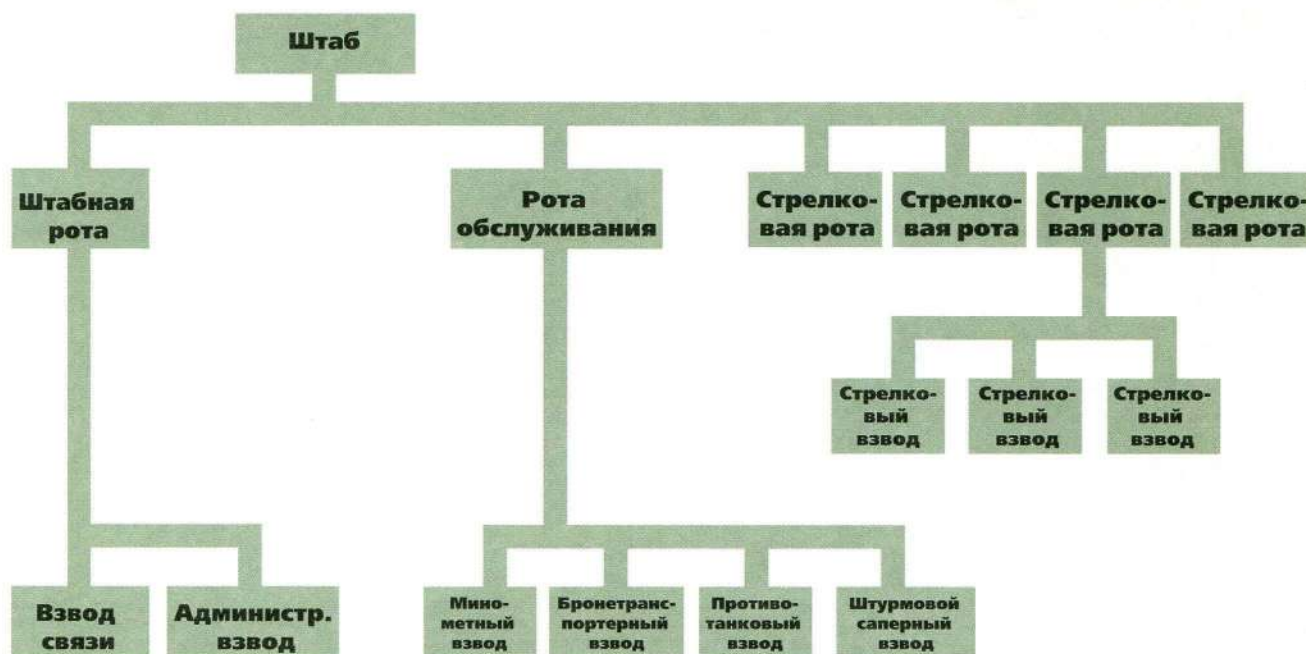 Штаб
Штабная
рота
Рота
обслуживания
Стрелко-
вая рота
Стрелко-
вая рота
Стрелко-
вая рота
Стрелко-
вая рота
Стрелко-
вый
взвод
Стрелко-
вый
взвод
Стрелко-
вый
взвод
Взвод
связи
Администр.
взвод
Мино-
метный
взвод
Бронетранс-
портерный
взвод
Противо-
танковый
взвод
Штурмовой
саперный
взвод